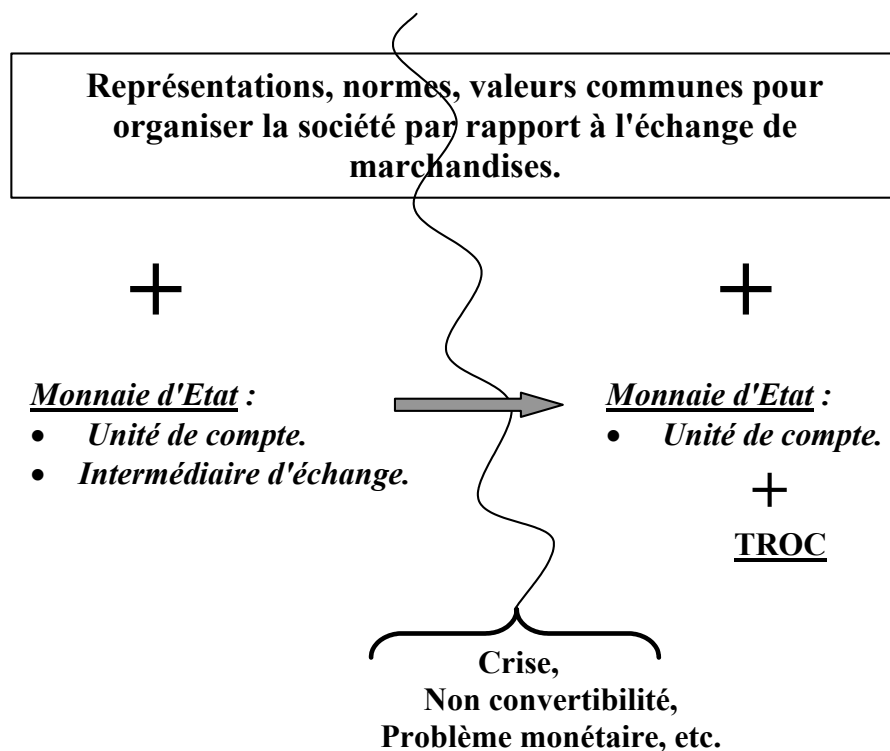 Représentations, normes, valeurs communes pour
organiser la société par rapport à l'échange de
marchandises.
+ +
Monnaie d'Etat :
• Unité de compte.
• Intermédiaire d'échange.
Monnaie d'Etat :
• Unité de compte.
+
TROC
Crise,
Non convertibilité,
Problème monétaire, etc.